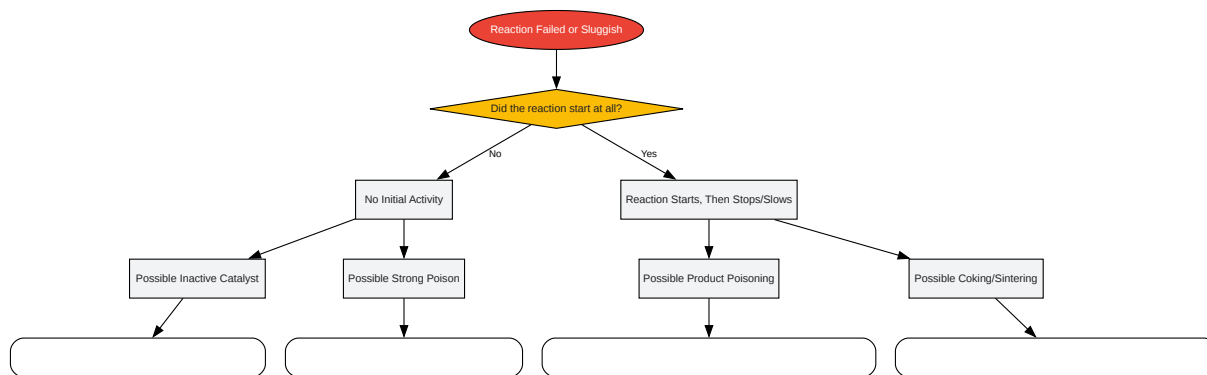 Reaction Failed or Sluggish
Did the reaction start at all?
No
Yes
No Initial Activity
Reaction Starts, Then Stops/Slows
Possible Inactive Catalyst
Possible Strong Poison
Possible Product Poisoning
Possible Coking/Sintering